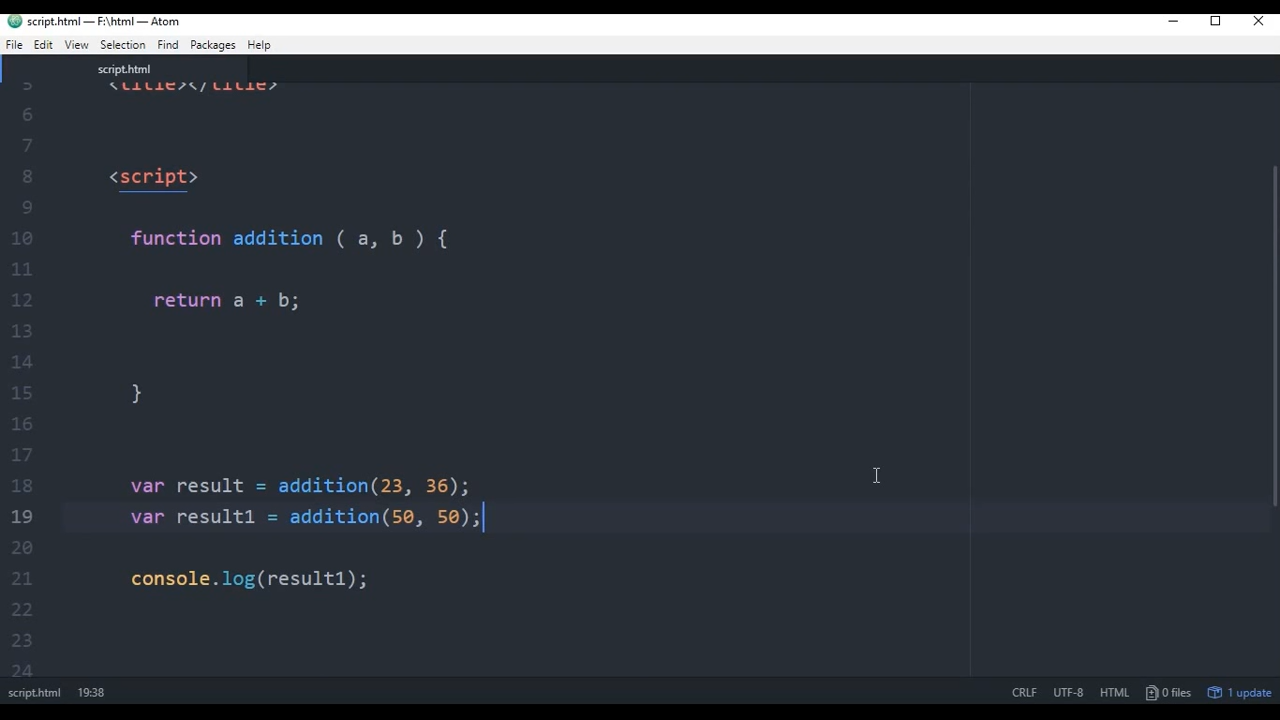 script.html — F:\html — Atom
File Edit View Selection Find Packages Help
script.html
5 <title></title>
6
7
8 <script>
9
10 function addition ( a, b ) {
11
12 return a + b;
13
14
15 }
16
17
18 var result = addition(23, 36);
19 var result1 = addition(50, 50);
20
21 console.log(result1);
22
23
24
script.html 19:38 CRLF UTF-8 HTML 0 files 1 update